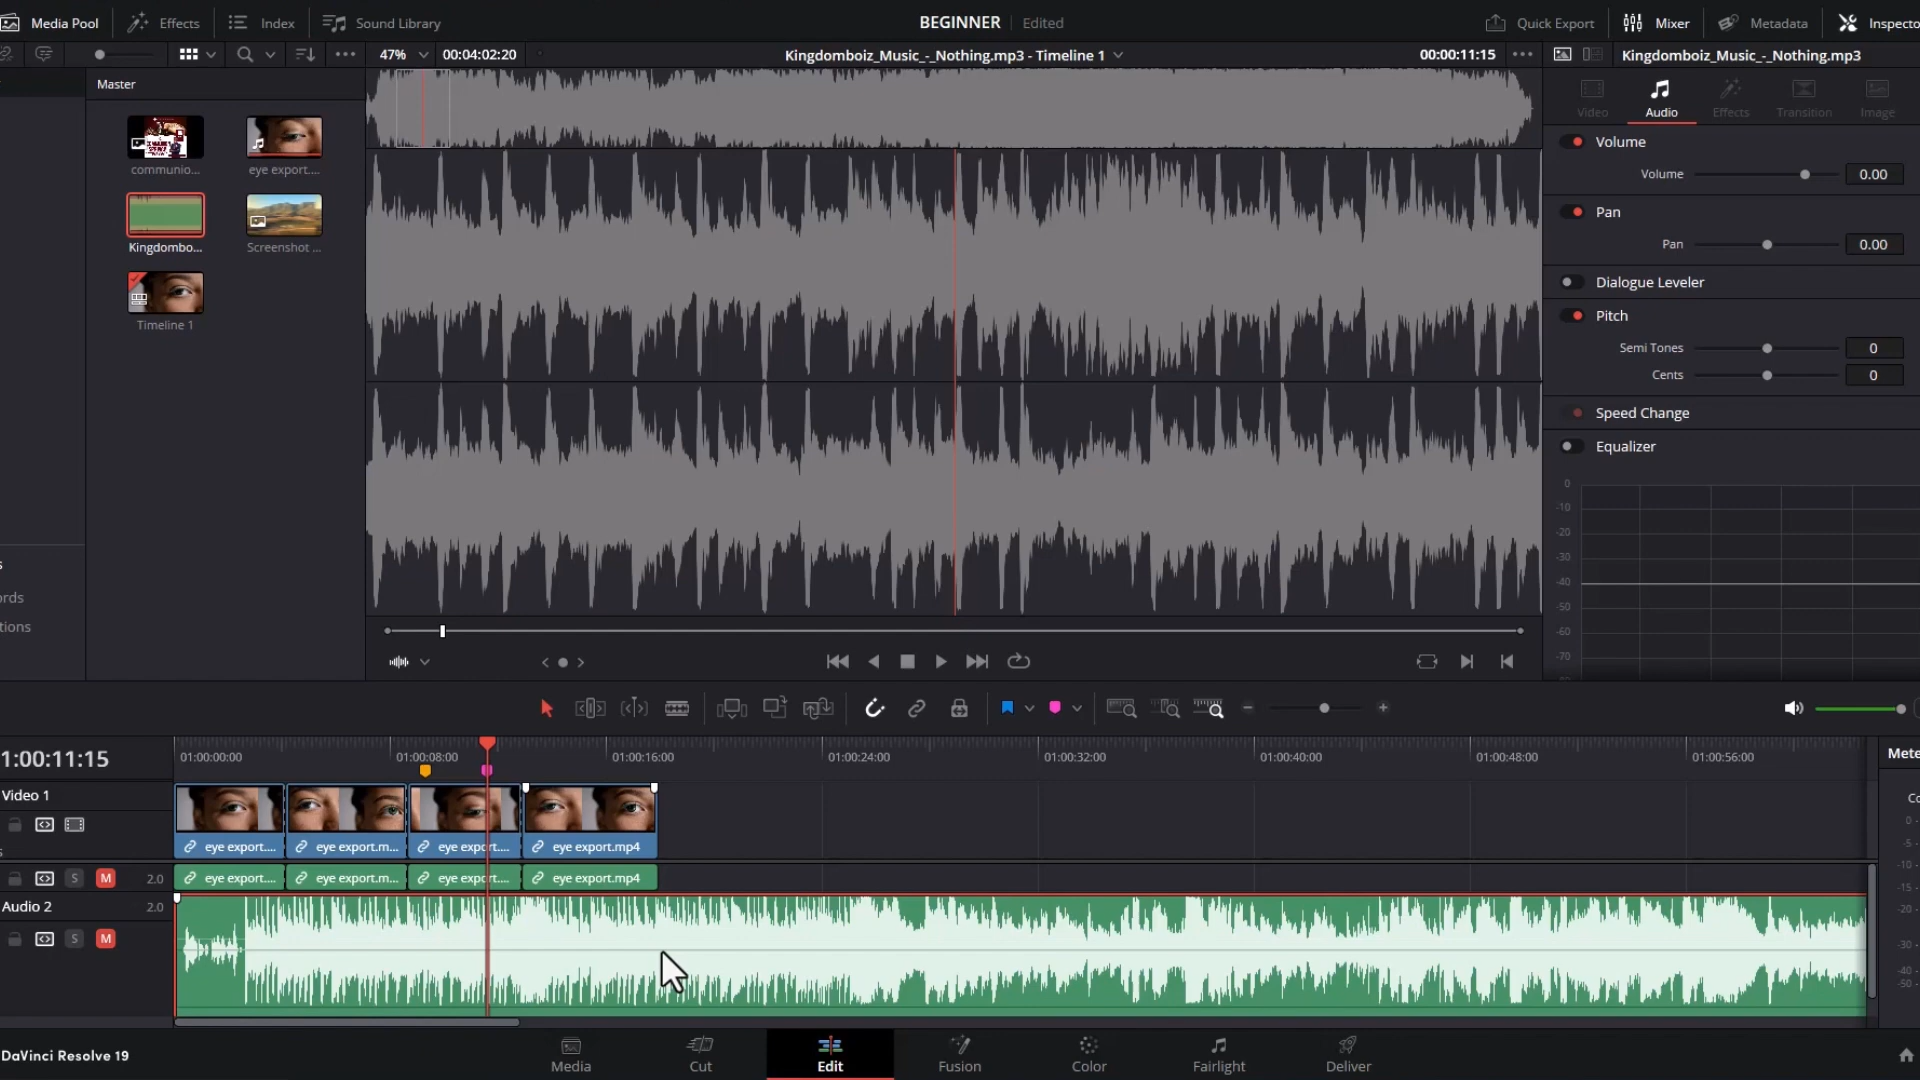 Media Pool
Effects
Index
Sound Library
BEGINNER
Edited
Quick Export
Mixer
Metadata
Inspecto
47%
00:04:02:20
Kingdomboiz_Music_-_Nothing.mp3 - Timeline 1
00:00:11:15
Kingdomboiz_Music_-_Nothing.mp3
Master
communio...
eye export....
Kingdombo...
Screenshot ...
Timeline 1
s
ords
tions
Video
Audio
Effects
Transition
Image
Volume
Volume
0.00
Pan
Pan
0.00
Dialogue Leveler
Pitch
Semi Tones
0
Cents
0
Speed Change
Equalizer
0
-10
-20
-30
-40
-50
-60
-70
1:00:11:15
01:00:00:00
01:00:08:00
01:00:16:00
01:00:24:00
01:00:32:00
01:00:40:00
01:00:48:00
01:00:56:00
Mete
Video 1
Co
0
-5
-10
-15
-20
-30
-40
-50
s
eye export....
eye export.m...
eye export....
eye export.mp4
S
M
2.0
eye export....
eye export.m...
eye export....
eye export.mp4
Audio 2
2.0
S
M
DaVinci Resolve 19
Media
Cut
Edit
Fusion
Color
Fairlight
Deliver